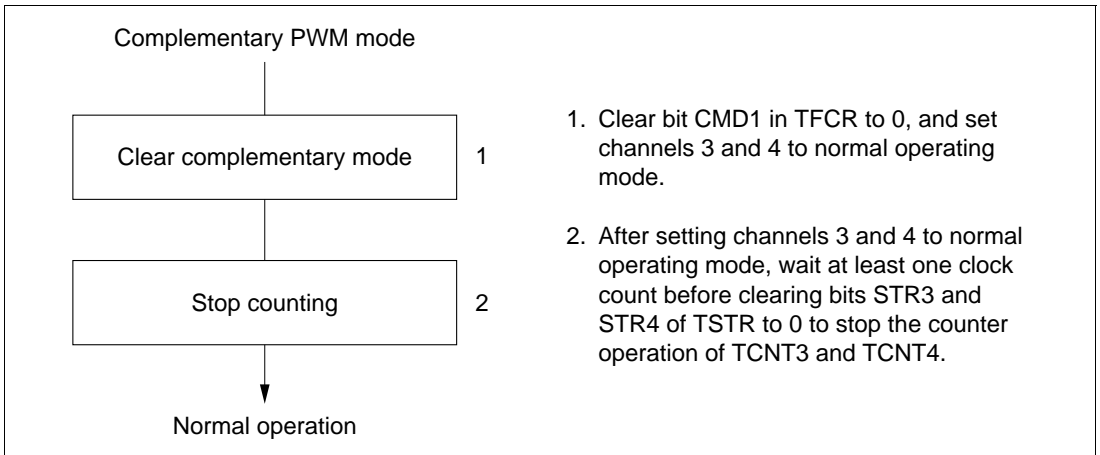 Complementary PWM mode
Clear complementary mode
1
Stop counting
2
Normal operation
1. Clear bit CMD1 in TFCR to 0, and set
channels 3 and 4 to normal operating
mode.
2. After setting channels 3 and 4 to normal
operating mode, wait at least one clock
count before clearing bits STR3 and
STR4 of TSTR to 0 to stop the counter
operation of TCNT3 and TCNT4.